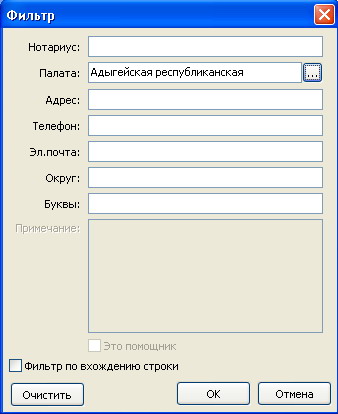 Фильтр
Нотариус:
Палата: Адыгейская республиканская ...
Адрес:
Телефон:
Эл.почта:
Округ:
Буквы:
Примечание:
Это помощник
Фильтр по вхождению строки
Очистить OK Отмена